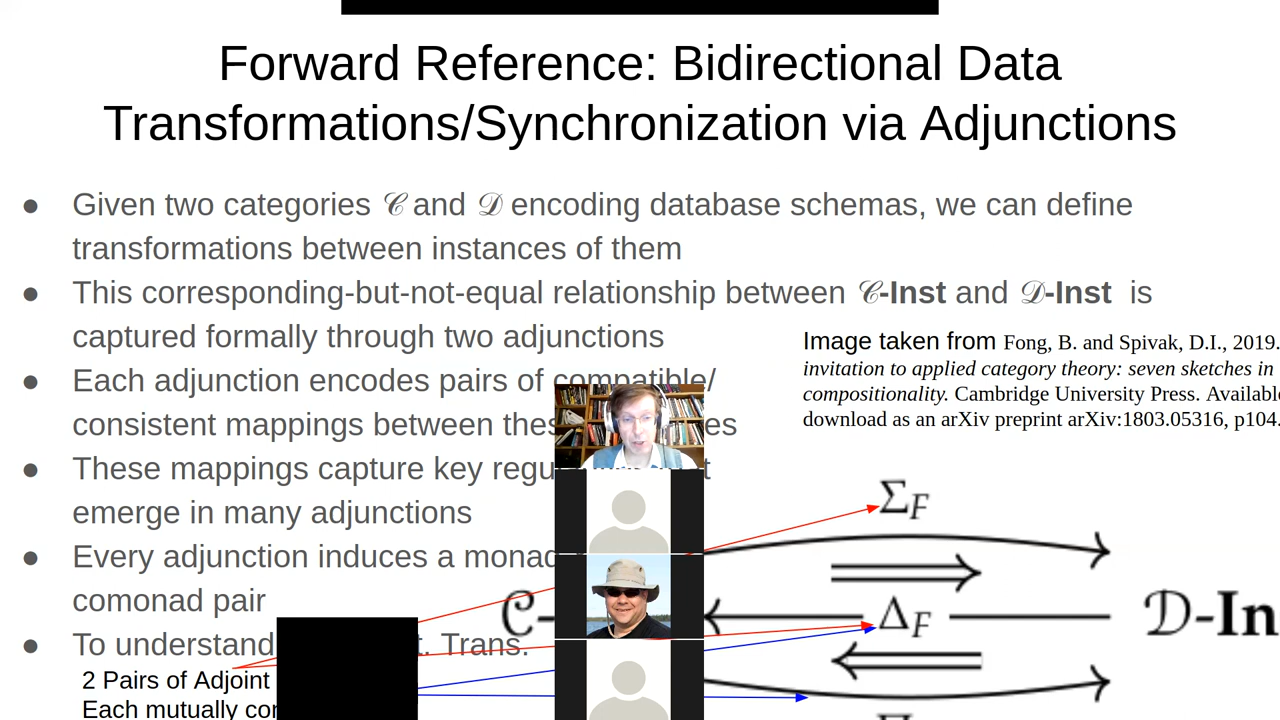 Forward Reference: Bidirectional Data
Transformations/Synchronization via Adjunctions
● Given two categories 𝒞 and 𝒟 encoding database schemas, we can define
transformations between instances of them
● This corresponding-but-not-equal relationship between 𝒞-Inst and 𝒟-Inst is
captured formally through two adjunctions
Image taken from Fong, B. and Spivak, D.I., 2019.
invitation to applied category theory: seven sketches in
compositionality. Cambridge University Press. Available
download as an arXiv preprint arXiv:1803.05316, p104.
● Each adjunction encodes pairs of compatible/
consistent mappings between
● These mappings capture key
emerge in many adjunctions
● Every adjunction induces a monad
comonad pair
● To understand Trans.
2 Pairs of Adjoint
Each mutually
Σ_F
𝒞-
Δ_F
𝒟-In